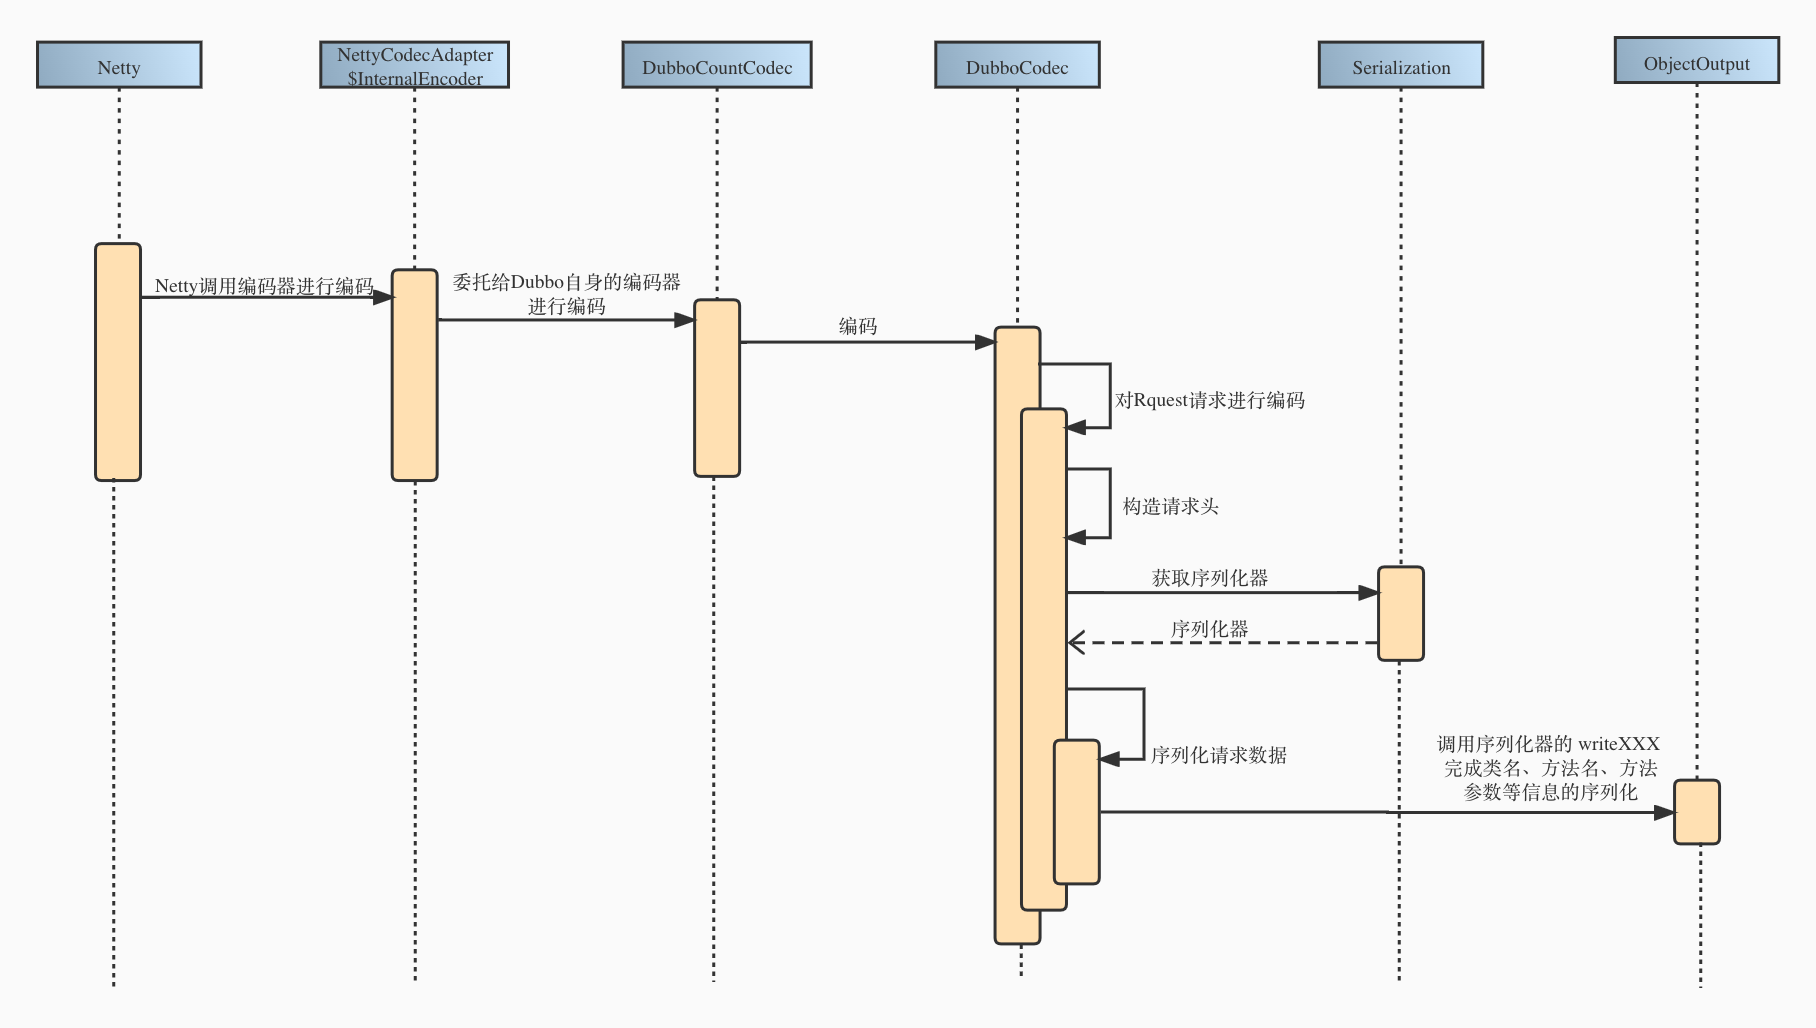 Netty
NettyCodecAdapter
$InternalEncoder
DubboCountCodec
DubboCodec
Serialization
ObjectOutput
Netty调用编码器进行编码
委托给Dubbo自身的编码器
进行编码
编码
对Rquest请求进行编码
构造请求头
获取序列化器
序列化器
序列化请求数据
调用序列化器的 writeXXX
完成类名、方法名、方法
参数等信息的序列化